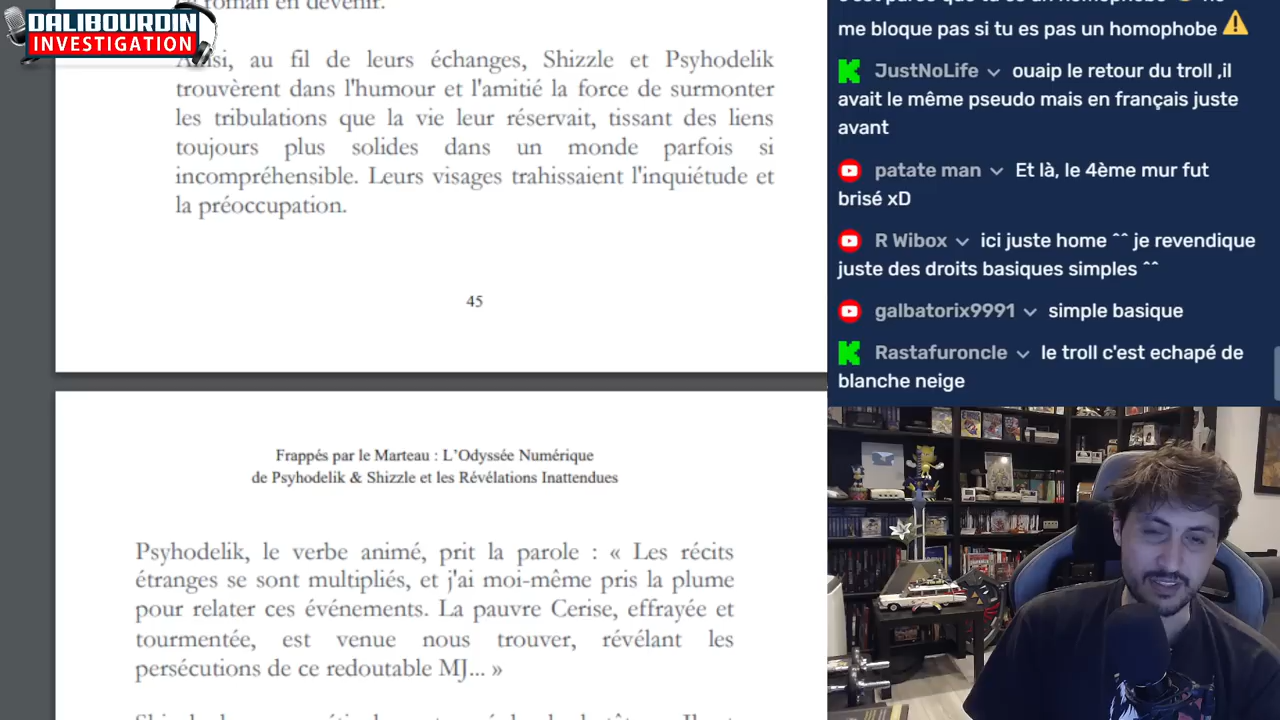 DALIBOURDIN
INVESTIGATION
roman en devenir.
Ainsi, au fil de leurs échanges, Shizzle et Psyhodelik
trouvèrent dans l'humour et l'amitié la force de surmonter
les tribulations que la vie leur réservait, tissant des liens
toujours plus solides dans un monde parfois si
incompréhensible. Leurs visages trahissaient l'inquiétude et
la préoccupation.
45
Frappés par le Marteau : L'Odyssée Numérique
de Psyhodelik & Shizzle et les Révélations Inattendues
Psyhodelik, le verbe animé, prit la parole : « Les récits
étranges se sont multipliés, et j'ai moi-même pris la plume
pour relater ces événements. La pauvre Cerise, effrayée et
tourmentée, est venue nous trouver, révélant les
persécutions de ce redoutable MJ... »
me bloque pas si tu es pas un homophobe ⚠️
JustNoLife ouaip le retour du troll ,il
avait le même pseudo mais en français juste
avant
patate man Et là, le 4ème mur fut
brisé xD
R Wibox ici juste home ^^ je revendique
juste des droits basiques simples ^^
galbatorix9991 simple basique
Rastafuroncle le troll c'est echapé de
blanche neige